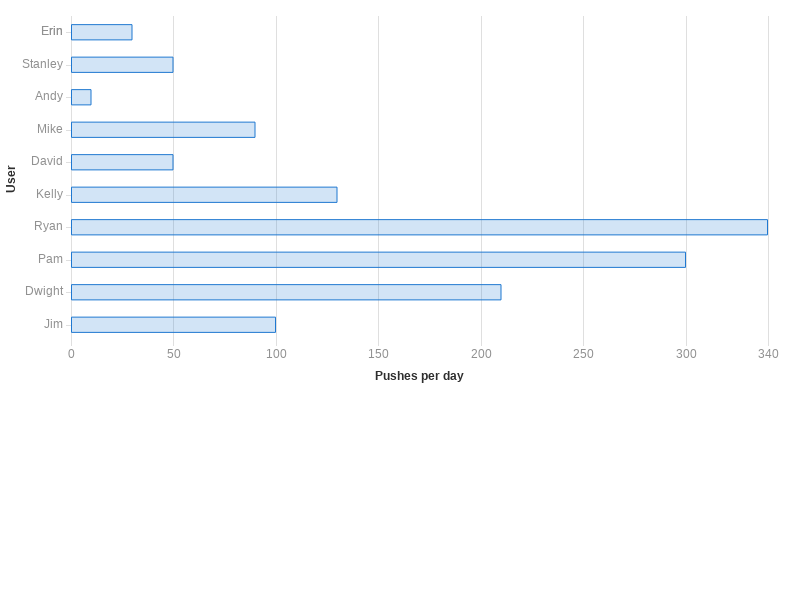 Erin
Stanley
Andy
Mike
David
Kelly
Ryan
Pam
Dwight
Jim
User
0 50 100 150 200 250 300 340
Pushes per day